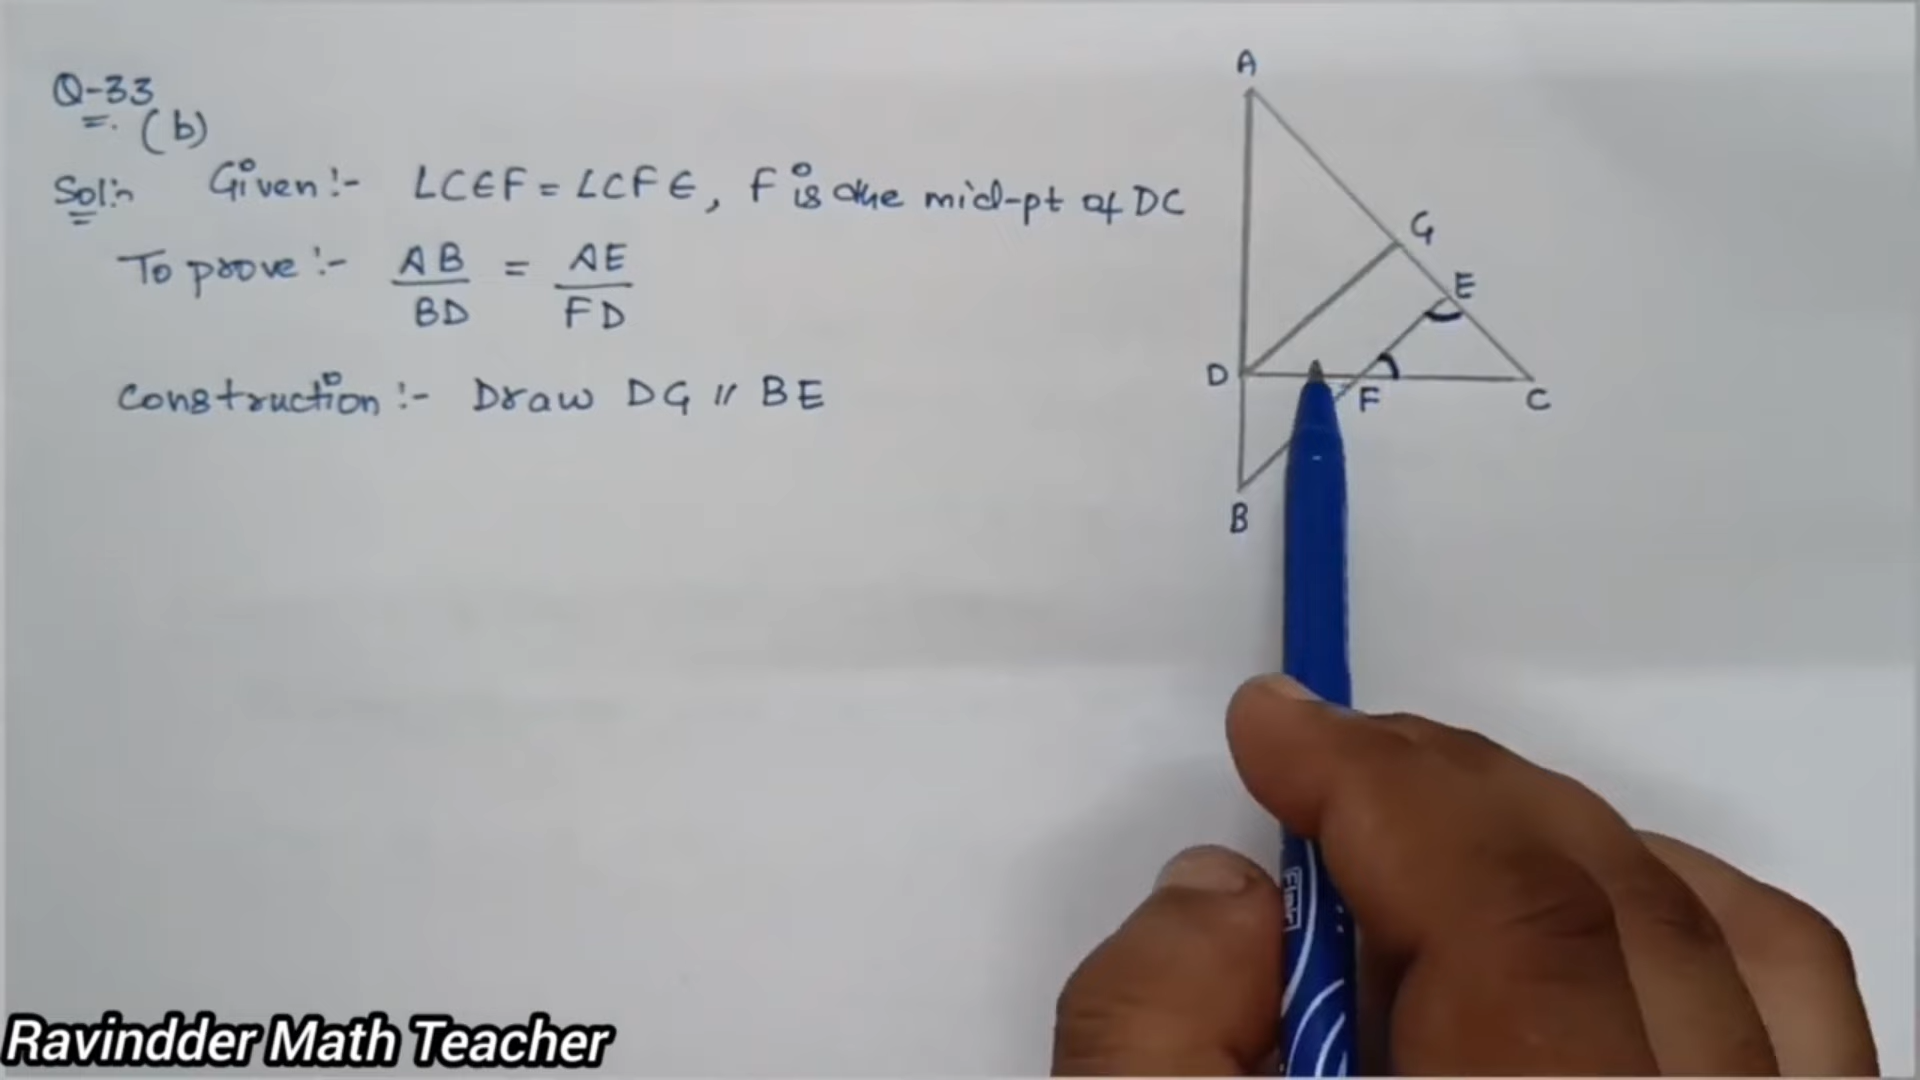 Q-33
(b)
Sol:n Given :- ∠CEF = ∠CFE, F is the mid-pt of DC
To prove :- AB/BD = AE/FD
Construction :- Draw DG // BE
A
G
E
D
F
C
B
Flair
Ravindder Math Teacher